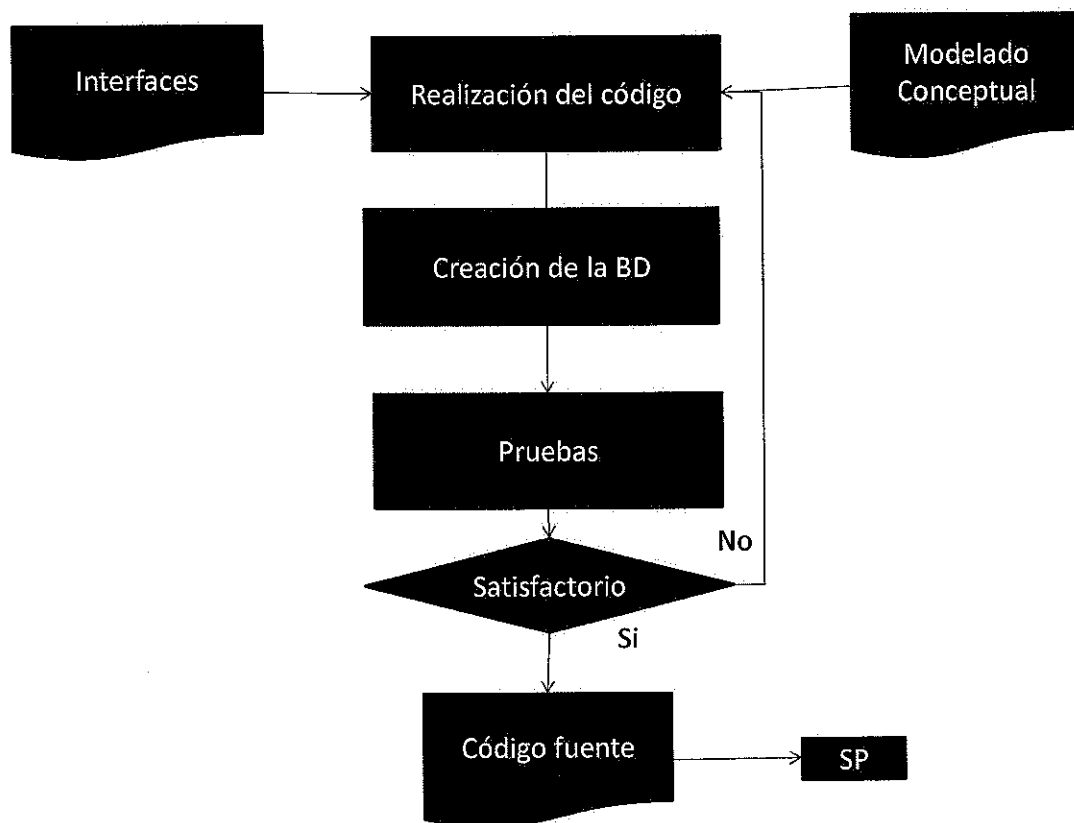 Interfaces
Realización del código
Modelado
Conceptual
Creación de la BD
Pruebas
No
Satisfactorio
Si
Código fuente
SP